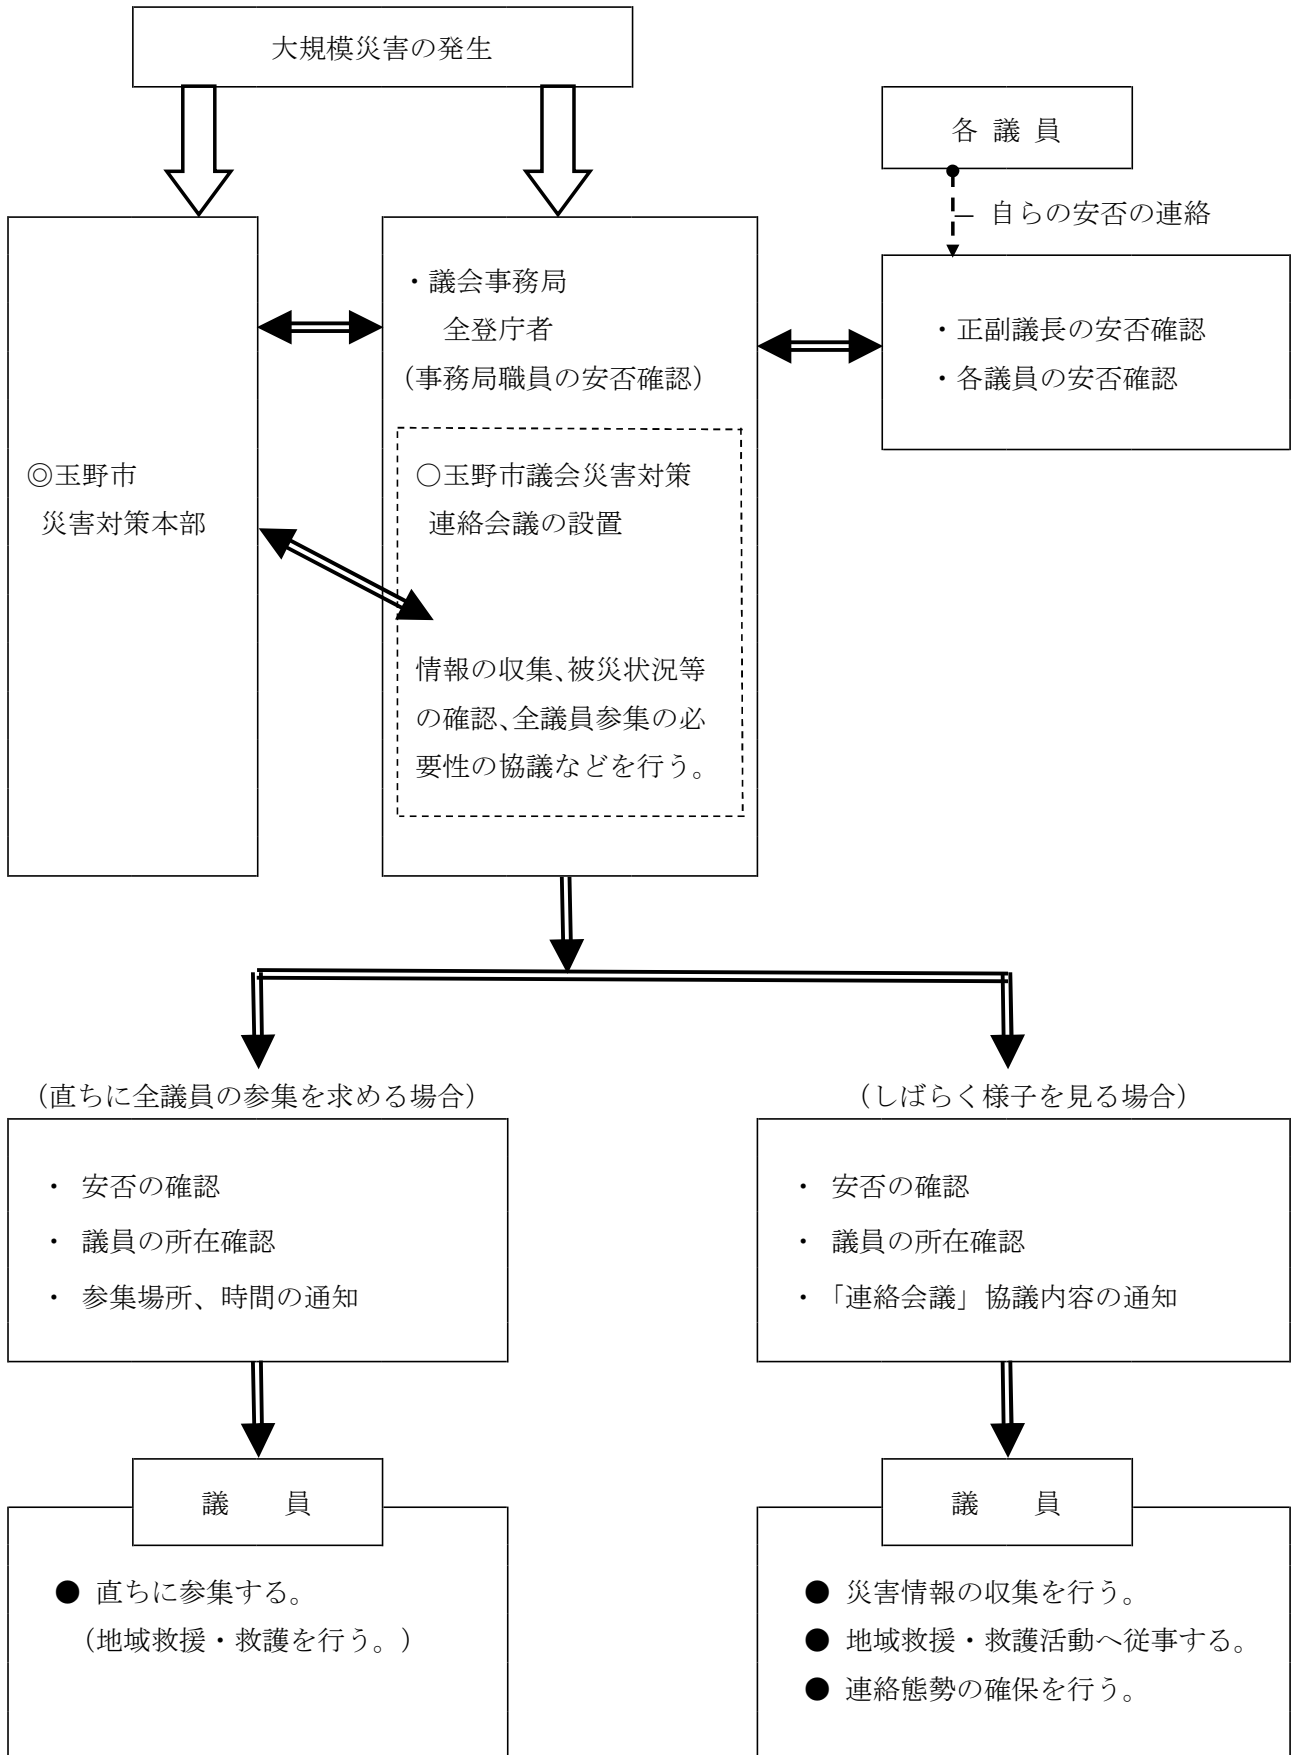 大規模災害の発生
各 議 員
自らの安否の連絡
・議会事務局
全登庁者
（事務局職員の安否確認）
・正副議長の安否確認
・各議員の安否確認
◎玉野市
災害対策本部
○玉野市議会災害対策
連絡会議の設置
情報の収集、被災状況等
の確認、全議員参集の必
要性の協議などを行う。
（直ちに全議員の参集を求める場合）
・ 安否の確認
・ 議員の所在確認
・ 参集場所、時間の通知
（しばらく様子を見る場合）
・ 安否の確認
・ 議員の所在確認
・「連絡会議」協議内容の通知
議　　員
● 直ちに参集する。
（地域救援・救護を行う。）
議　　員
● 災害情報の収集を行う。
● 地域救援・救護活動へ従事する。
● 連絡態勢の確保を行う。